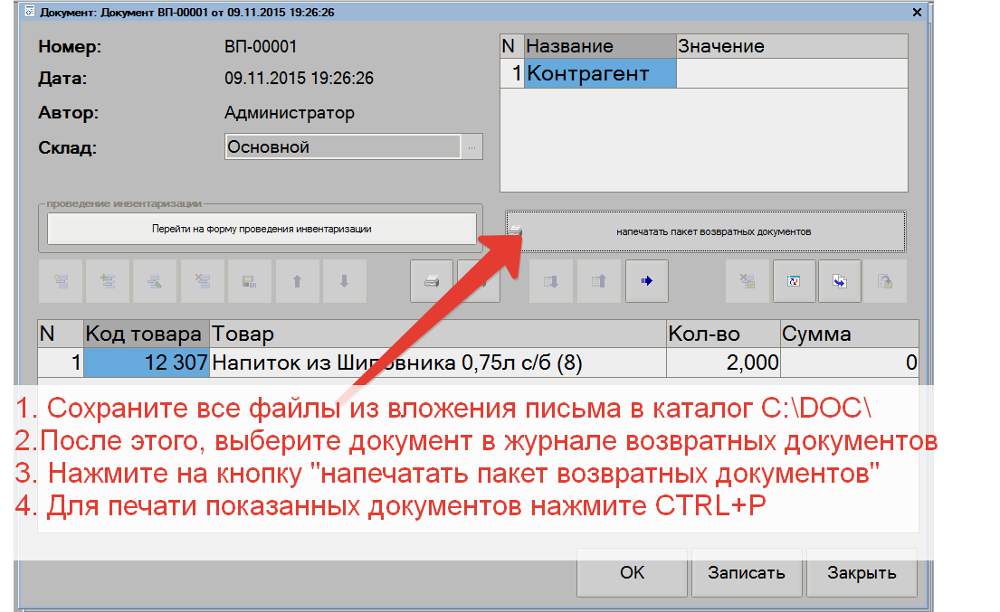 Документ: Документ ВП-00001 от 09.11.2015 19:26:26
Номер: ВП-00001
Дата: 09.11.2015 19:26:26
Автор: Администратор
Склад: Основной ...
N Название Значение
1 Контрагент
проведение инвентаризации
Перейти на форму проведения инвентаризации
напечатать пакет возвратных документов
N Код товара Товар Кол-во Сумма
1 12 307 Напиток из Шиповника 0,75л с/б (8) 2,000 0
1. Сохраните все файлы из вложения письма в каталог C:\DOC\
2.После этого, выберите документ в журнале возвратных документов
3. Нажмите на кнопку "напечатать пакет возвратных документов"
4. Для печати показанных документов нажмите CTRL+P
OK Записать Закрыть